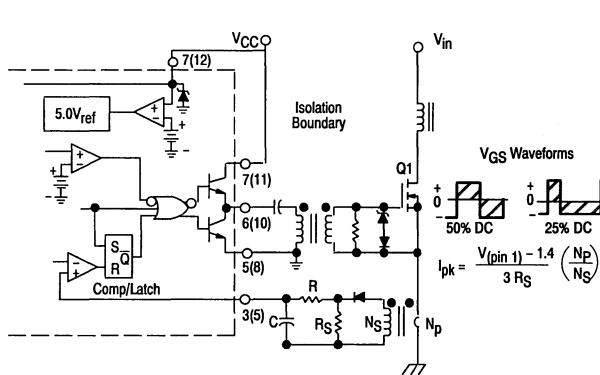 VCC
Vin
7(12)
5.0Vref
Isolation
Boundary
7(11)
Q1
VGS Waveforms
+
0
–
50% DC
+
0
–
25% DC
6(10)
S
Q̅
R
5(8)
Comp/Latch
Ipk = V(pin 1) – 1.4 / 3 RS (NP / NS)
3(5)
R
C
RS
NS
Np